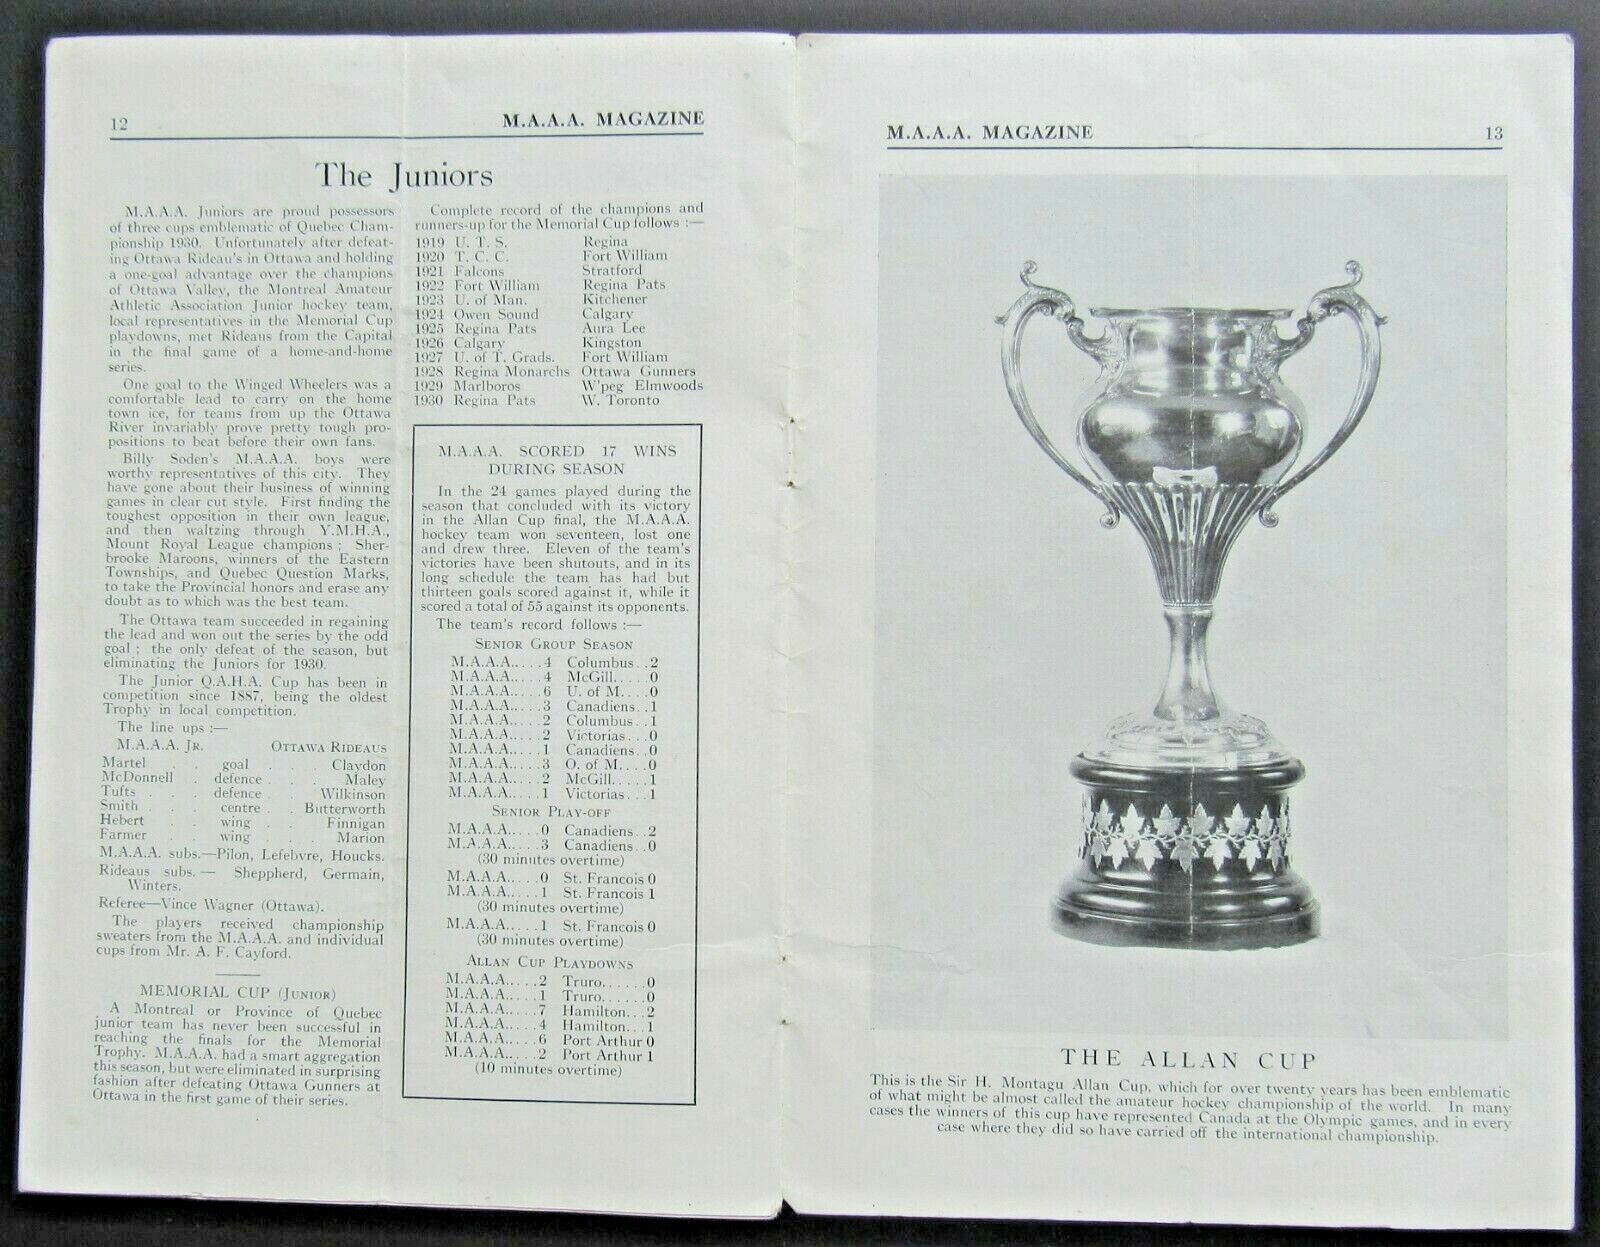 12
M.A.A.A. MAGAZINE
The Juniors
M.A.A.A. Juniors are proud possessors
of three cups emblematic of Quebec Cham-
pionship 1930. Unfortunately after defeat-
ing Ottawa Rideau's in Ottawa and holding
a one-goal advantage over the champions
of Ottawa Valley, the Montreal Amateur
Athletic Association Junior hockey team,
local representatives in the Memorial Cup
playdowns, met Rideaus from the Capital
in the final game of a home-and-home
series.
One goal to the Winged Wheelers was a
comfortable lead to carry on the home
town ice, for teams from up the Ottawa
River invariably prove pretty tough pro-
positions to beat before their own fans.
Billy Soden's M.A.A.A. boys were
worthy representatives of this city. They
have gone about their business of winning
games in clear cut style. First finding the
toughest opposition in their own league,
and then waltzing through Y.M.H.A.,
Mount Royal League champions; Sher-
brooke Maroons, winners of the Eastern
Townships, and Quebec Question Marks,
to take the Provincial honors and erase any
doubt as to which was the best team.
The Ottawa team succeeded in regaining
the lead and won out the series by the odd
goal; the only defeat of the season, but
eliminating the Juniors for 1930.
The Junior Q.A.H.A. Cup has been in
competition since 1887, being the oldest
Trophy in local competition.
The line ups :—
M.A.A.A. JR. OTTAWA RIDEAUS
Martel . . goal . . . Claydon
McDonnell . defence . . Maley
Tufts . . . defence . . Wilkinson
Smith . . . centre . . Butterworth
Hebert . . wing . . Finnigan
Farmer . . wing . . . Marion
M.A.A.A. subs.—Pilon, Lefebvre, Houcks.
Rideaus subs. — Sheppherd, Germain,
Winters.
Referee—Vince Wagner (Ottawa).
The players received championship
sweaters from the M.A.A.A. and individual
cups from Mr. A. F. Cayford.
MEMORIAL CUP (JUNIOR)
A Montreal or Province of Quebec
junior team has never been successful in
reaching the finals for the Memorial
Trophy. M.A.A.A. had a smart aggregation
this season, but were eliminated in surprising
fashion after defeating Ottawa Gunners at
Ottawa in the first game of their series.
Complete record of the champions and
runners-up for the Memorial Cup follows :—
1919 U. T. S. Regina
1920 T. C. C. Fort William
1921 Falcons Stratford
1922 Fort William Regina Pats
1923 U. of Man. Kitchener
1924 Owen Sound Calgary
1925 Regina Pats Aura Lee
1926 Calgary Kingston
1927 U. of T. Grads. Fort William
1928 Regina Monarchs Ottawa Gunners
1929 Marlboros W'peg Elmwoods
1930 Regina Pats W. Toronto
M.A.A.A. SCORED 17 WINS
DURING SEASON
In the 24 games played during the
season that concluded with its victory
in the Allan Cup final, the M.A.A.A.
hockey team won seventeen, lost one
and drew three. Eleven of the team's
victories have been shutouts, and in its
long schedule the team has had but
thirteen goals scored against it, while it
scored a total of 55 against its opponents.
The team's record follows :—
SENIOR GROUP SEASON
M.A.A.A.....4 Columbus..2
M.A.A.A.....4 McGill.....0
M.A.A.A.....6 U. of M....0
M.A.A.A.....3 Canadiens..1
M.A.A.A.....2 Columbus..1
M.A.A.A.....2 Victorias...0
M.A.A.A.....1 Canadiens..0
M.A.A.A.....3 O. of M....0
M.A.A.A.....2 McGill.....1
M.A.A.A.....1 Victorias...1
SENIOR PLAY-OFF
M.A.A.A.....0 Canadiens..2
M.A.A.A.....3 Canadiens..0
(30 minutes overtime)
M.A.A.A.....0 St. Francois 0
M.A.A.A.....1 St. Francois 1
(30 minutes overtime)
M.A.A.A.....1 St. Francois 0
(30 minutes overtime)
ALLAN CUP PLAYDOWNS
M.A.A.A.....2 Truro......0
M.A.A.A.....1 Truro......0
M.A.A.A.....7 Hamilton...2
M.A.A.A.....4 Hamilton...1
M.A.A.A.....6 Port Arthur 0
M.A.A.A.....2 Port Arthur 1
(10 minutes overtime)
M.A.A.A. MAGAZINE
13
THE ALLAN CUP
This is the Sir H. Montagu Allan Cup, which for over twenty years has been emblematic
of what might be almost called the amateur hockey championship of the world. In many
cases the winners of this cup have represented Canada at the Olympic games, and in every
case where they did so have carried off the international championship.